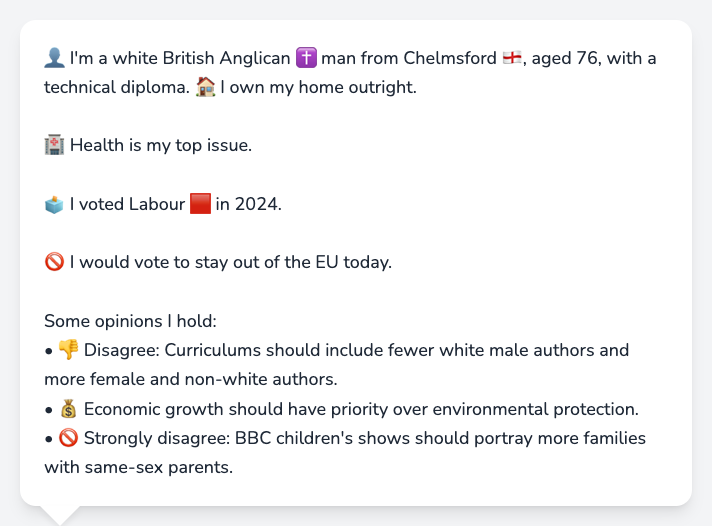 👤 I'm a white British Anglican ✝️ man from Chelmsford 🏴󠁧󠁢󠁥󠁮󠁧󠁿, aged 76, with a
technical diploma. 🏠 I own my home outright.
🏥 Health is my top issue.
🗳️ I voted Labour 🟥 in 2024.
🚫 I would vote to stay out of the EU today.
Some opinions I hold:
• 👎 Disagree: Curriculums should include fewer white male authors and
more female and non-white authors.
• 💰 Economic growth should have priority over environmental protection.
• 🚫 Strongly disagree: BBC children's shows should portray more families
with same-sex parents.